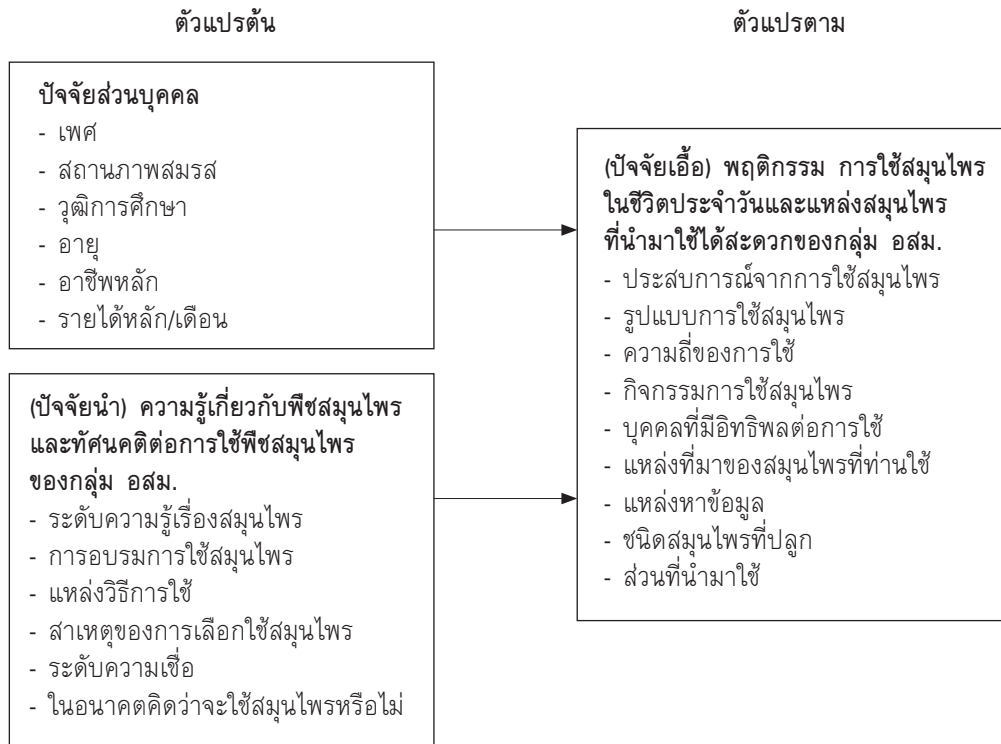 ตัวแปรต้น
ตัวแปรตาม
ปัจจัยส่วนบุคคล
- เพศ
- สถานภาพสมรส
- วุฒิการศึกษา
- อายุ
- อาชีพหลัก
- รายได้หลัก/เดือน
(ปัจจัยนำ) ความรู้เกี่ยวกับพืชสมุนไพร
และทัศนคติต่อการใช้พืชสมุนไพร
ของกลุ่ม อสม.
- ระดับความรู้เรื่องสมุนไพร
- การอบรมการใช้สมุนไพร
- แหล่งวิธีการใช้
- สาเหตุของการเลือกใช้สมุนไพร
- ระดับความเชื่อ
- ในอนาคตคิดว่าจะใช้สมุนไพรหรือไม่
(ปัจจัยเอื้อ) พฤติกรรม การใช้สมุนไพร
ในชีวิตประจำวันและแหล่งสมุนไพร
ที่นำมาใช้ได้สะดวกของกลุ่ม อสม.
- ประสบการณ์จากการใช้สมุนไพร
- รูปแบบการใช้สมุนไพร
- ความถี่ของการใช้
- กิจกรรมการใช้สมุนไพร
- บุคคลที่มีอิทธิพลต่อการใช้
- แหล่งที่มาของสมุนไพรที่ท่านใช้
- แหล่งหาข้อมูล
- ชนิดสมุนไพรที่ปลูก
- ส่วนที่นำมาใช้